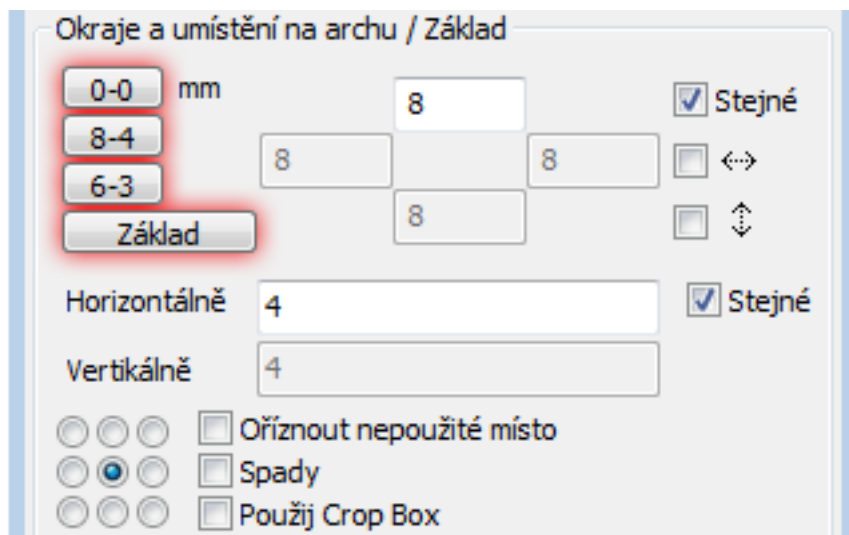 Okraje a umístění na archu / Základ
0-0 mm 8 Stejné
8-4
8 8
6-3
8
Základ
Horizontálně 4 Stejné
Vertikálně 4
Oříznout nepoužité místo
Spady
Použij Crop Box